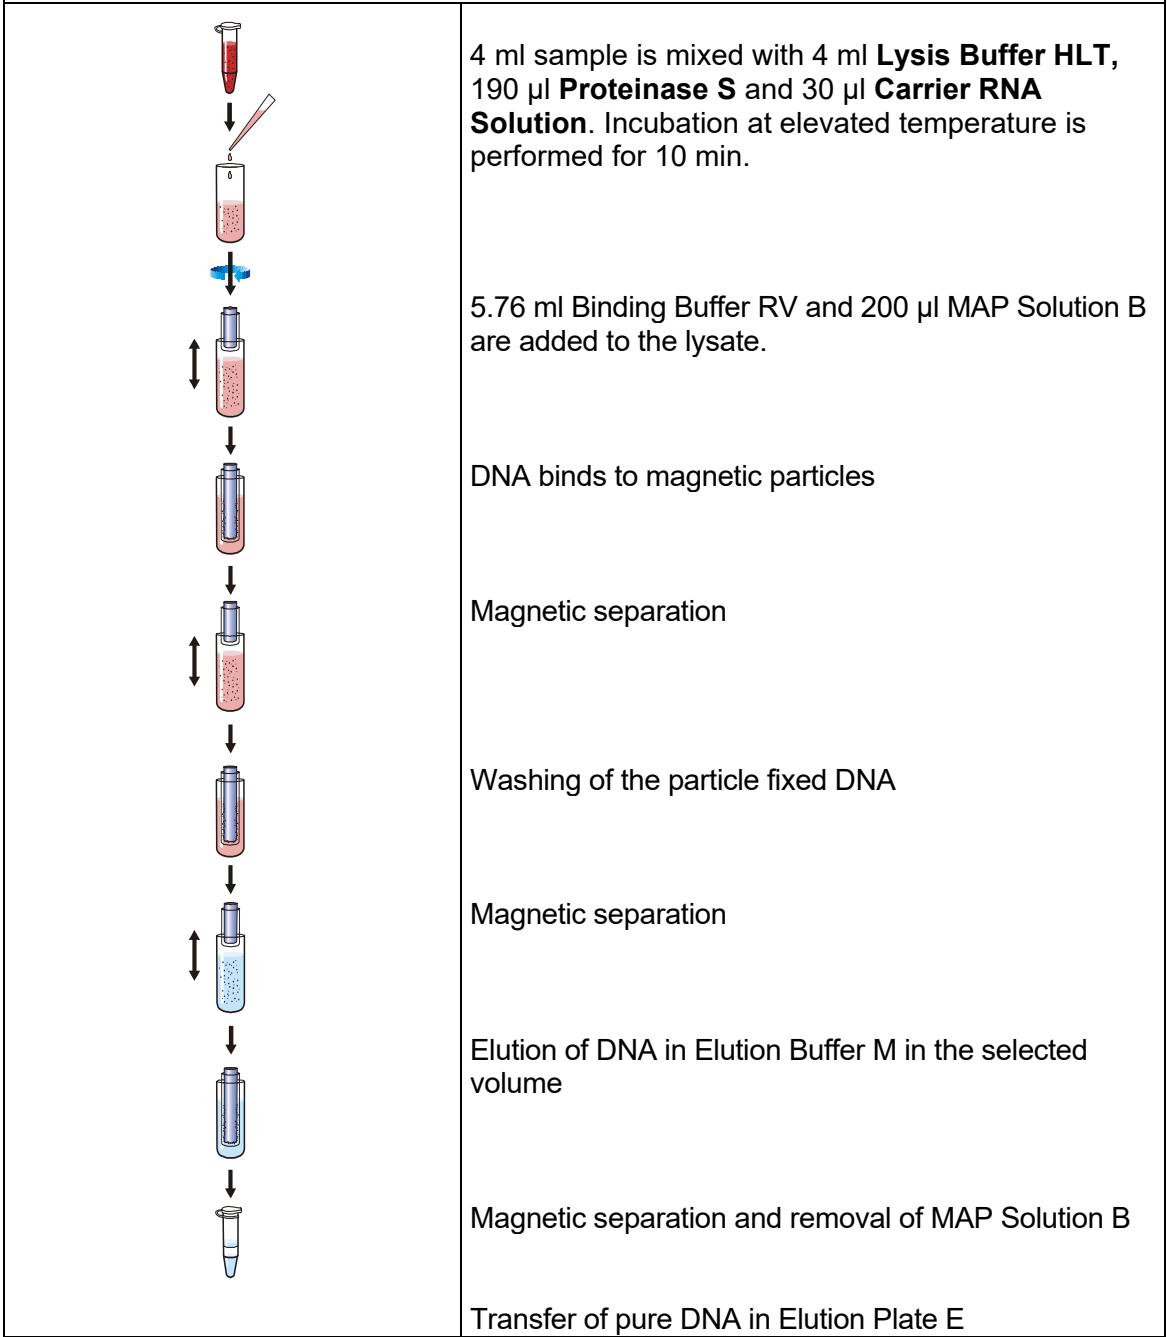 4 ml sample is mixed with 4 ml Lysis Buffer HLT,
190 µl Proteinase S and 30 µl Carrier RNA
Solution. Incubation at elevated temperature is
performed for 10 min.
5.76 ml Binding Buffer RV and 200 µl MAP Solution B
are added to the lysate.
DNA binds to magnetic particles
Magnetic separation
Washing of the particle fixed DNA
Magnetic separation
Elution of DNA in Elution Buffer M in the selected
volume
Magnetic separation and removal of MAP Solution B
Transfer of pure DNA in Elution Plate E